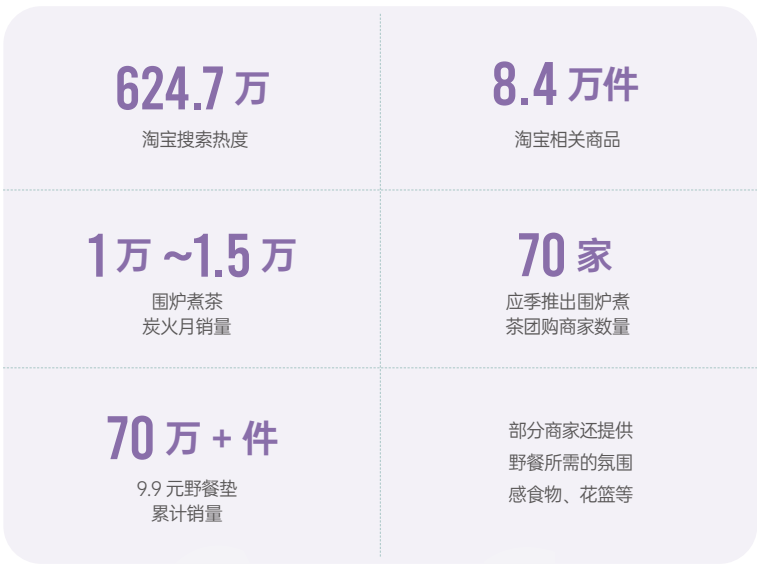 624.7 万
淘宝搜索热度
8.4 万件
淘宝相关商品
1 万 ~1.5 万
围炉煮茶
炭火月销量
70 家
应季推出围炉煮
茶团购商家数量
70 万 + 件
9.9 元野餐垫
累计销量
部分商家还提供
野餐所需的氛围
感食物、花篮等